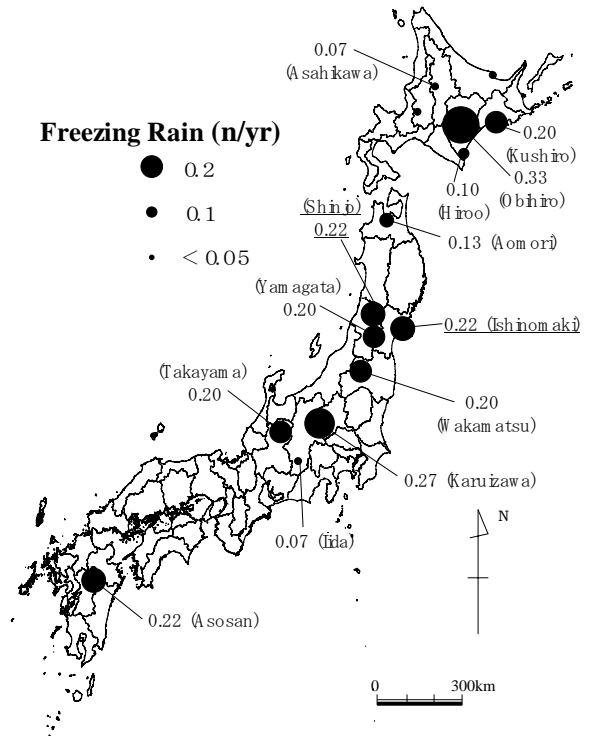 0.07
(Asahikawa)
Freezing Rain (n/yr)
0.2
0.1
< 0.05
0.20
(Kushiro)
0.33
(Obihiro)
0.10
(Hiroo)
(Shinjo)
0.22
0.13 (Aomori)
(Yamagata)
0.20
0.22 (Ishinomaki)
(Takayama)
0.20
0.20
(Wakamatsu)
0.27 (Karuizawa)
N
0.07 (Iida)
0.22 (Asosan)
0 300km